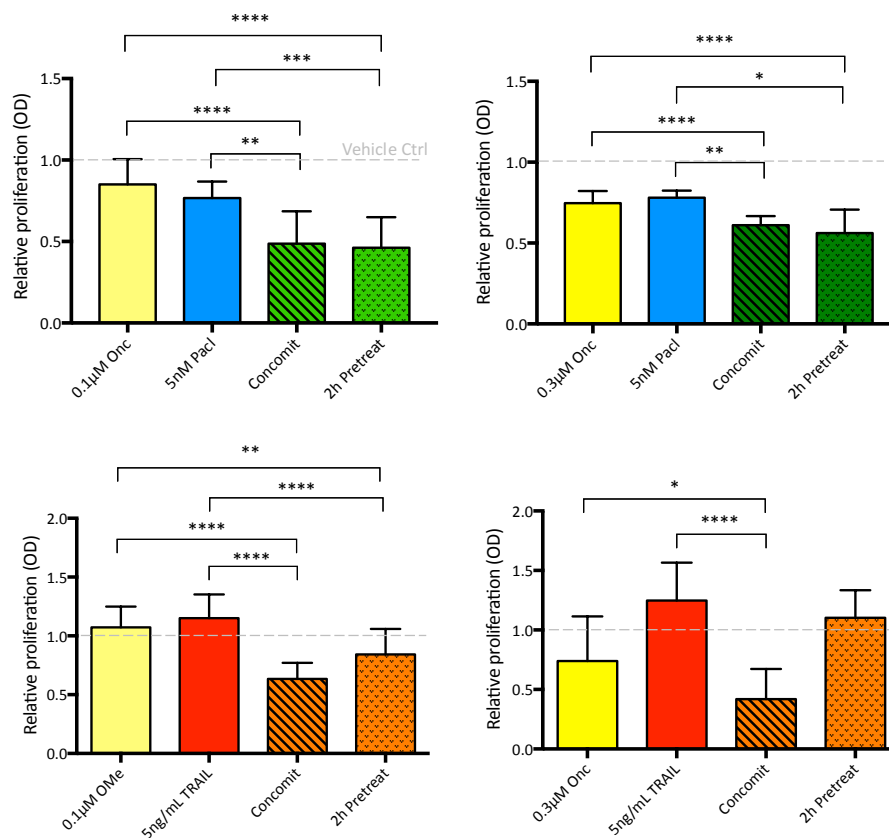 ****
***
****
**
Relative proliferation (OD)
1.5
1.0
0.5
0.0
Vehicle Ctrl
0.1µM Onc
5nM Pacl
Concomit
2h Pretreat
****
*
****
**
Relative proliferation (OD)
1.5
1.0
0.5
0.0
0.3µM Onc
5nM Pacl
Concomit
2h Pretreat
**
****
****
****
Relative proliferation (OD)
2.0
1.5
1.0
0.5
0.0
0.1µM OMe
5ng/mL TRAIL
Concomit
2h Pretreat
*
****
Relative proliferation (OD)
2.0
1.5
1.0
0.5
0.0
0.3µM Onc
5ng/mL TRAIL
Concomit
2h Pretreat